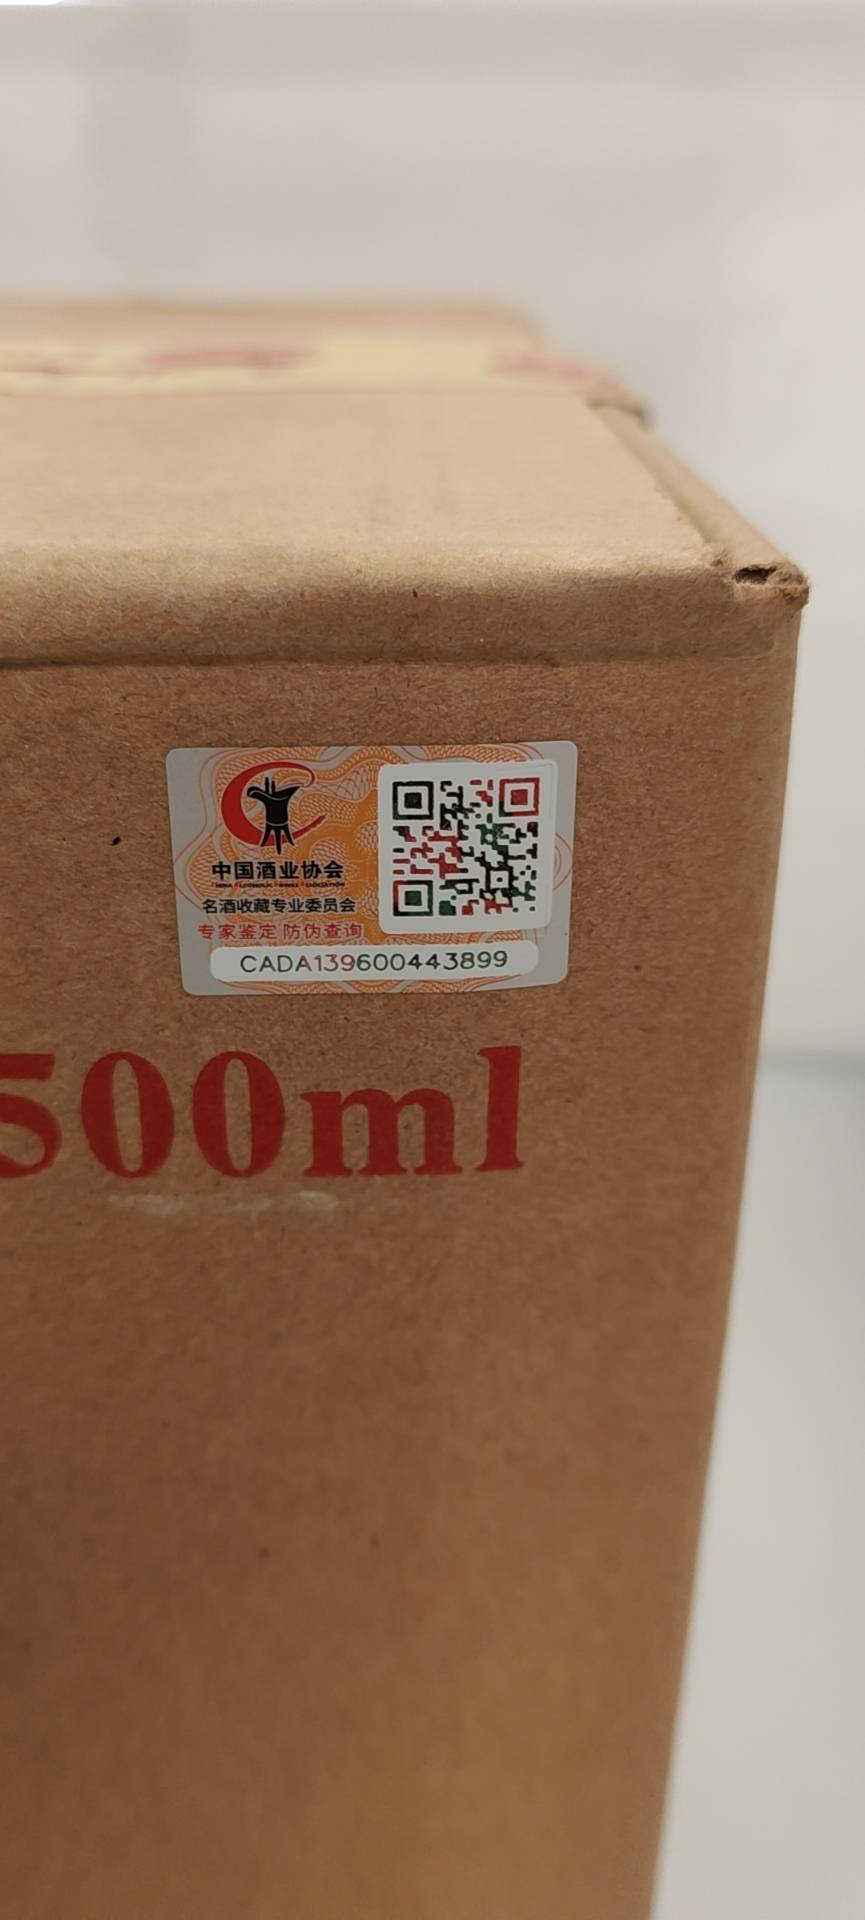 中国酒业协会
名酒收藏专业委员会
专家鉴定 防伪查询
CADA139600443899
500ml